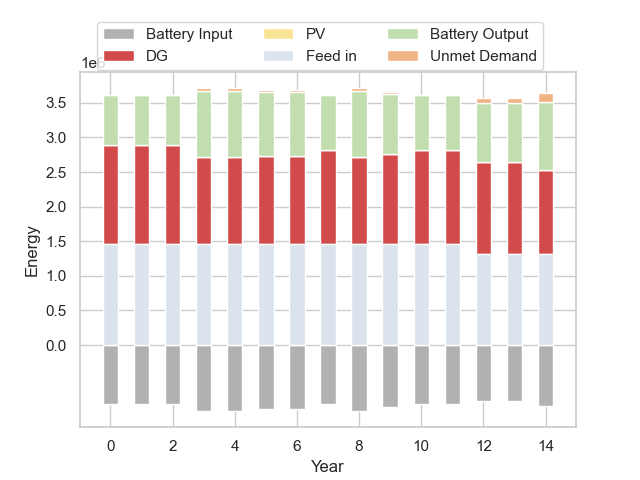 Battery Input PV Battery Output
DG Feed in Unmet Demand
1e6
3.5
3.0
2.5
2.0
1.5
1.0
0.5
0.0
Energy
0 2 4 6 8 10 12 14
Year